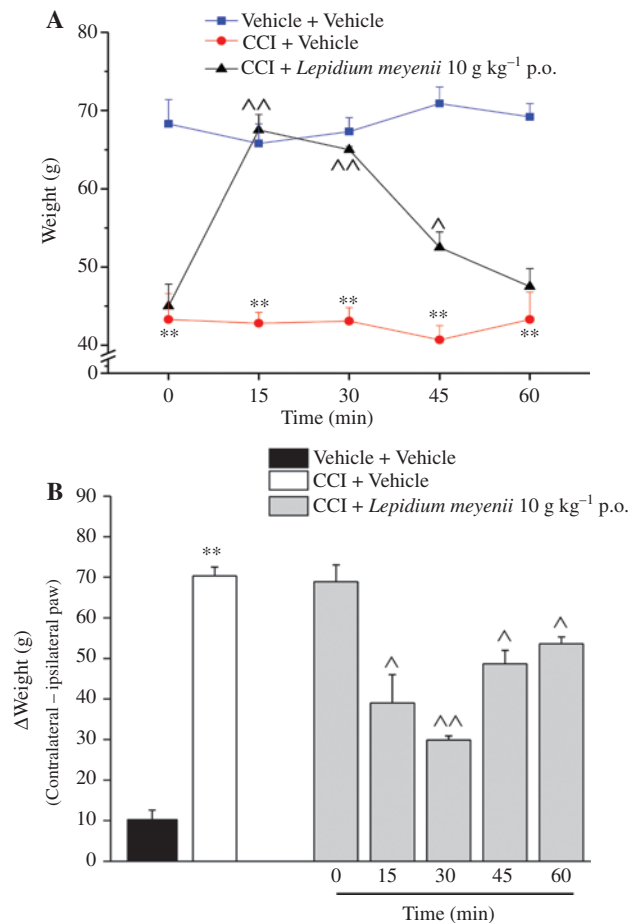 A
Vehicle + Vehicle
CCI + Vehicle
CCI + Lepidium meyenii 10 g kg⁻¹ p.o.
Weight (g)
80
70
60
50
40
0
^^
^^
^
**
**
**
**
**
0 15 30 45 60
Time (min)
B
Vehicle + Vehicle
CCI + Vehicle
CCI + Lepidium meyenii 10 g kg⁻¹ p.o.
ΔWeight (g)
(Contralateral – ipsilateral paw)
90
80
70
60
50
40
30
20
10
0
**
^
^^
^
^
0 15 30 45 60
Time (min)